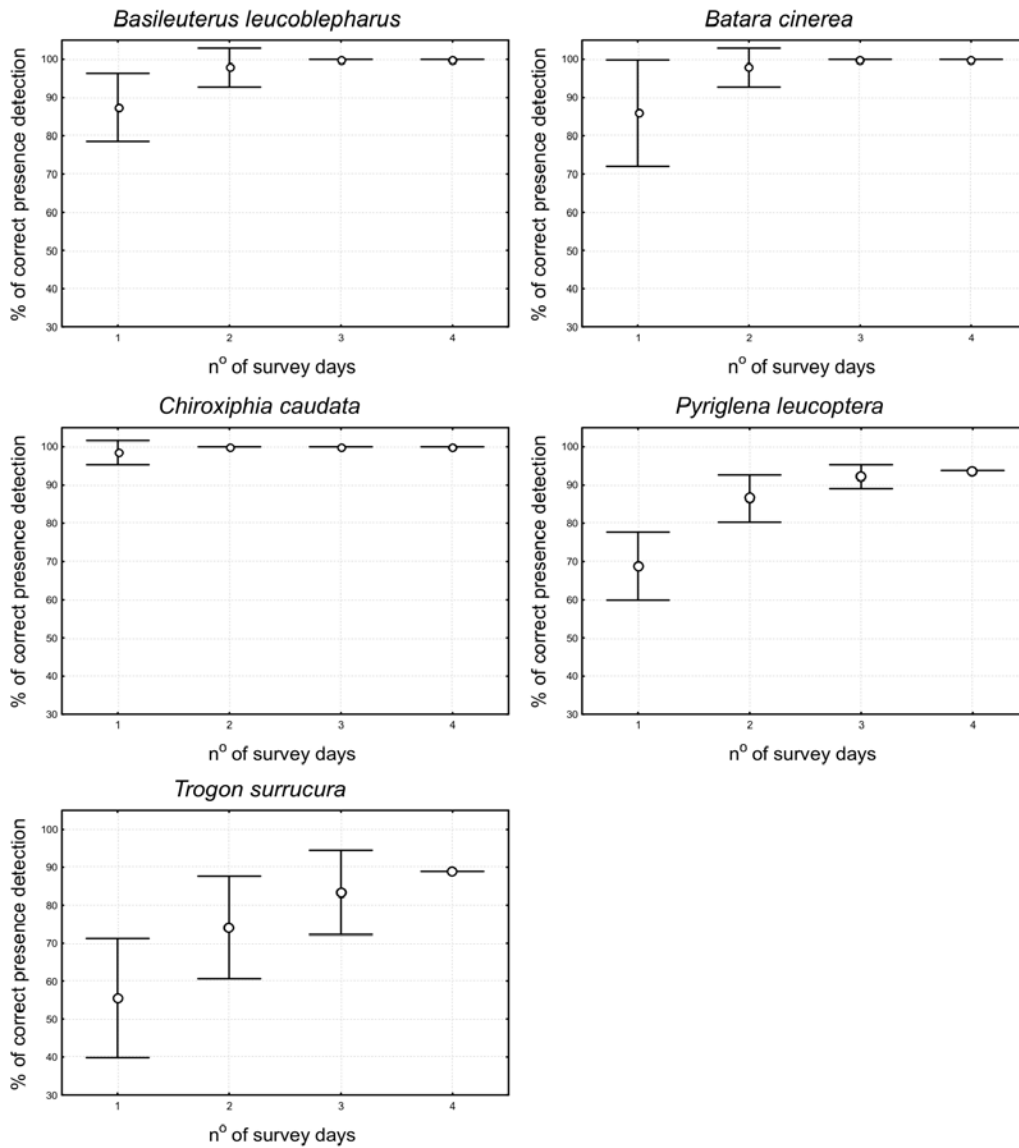 Basileuterus leucoblepharus
% of correct presence detection
100
90
80
70
60
50
40
30
1 2 3 4
nº of survey days
Batara cinerea
% of correct presence detection
100
90
80
70
60
50
40
30
1 2 3 4
nº of survey days
Chiroxiphia caudata
% of correct presence detection
100
90
80
70
60
50
40
30
1 2 3 4
nº of survey days
Pyriglena leucoptera
% of correct presence detection
100
90
80
70
60
50
40
30
1 2 3 4
nº of survey days
Trogon surrucura
% of correct presence detection
100
90
80
70
60
50
40
30
1 2 3 4
nº of survey days